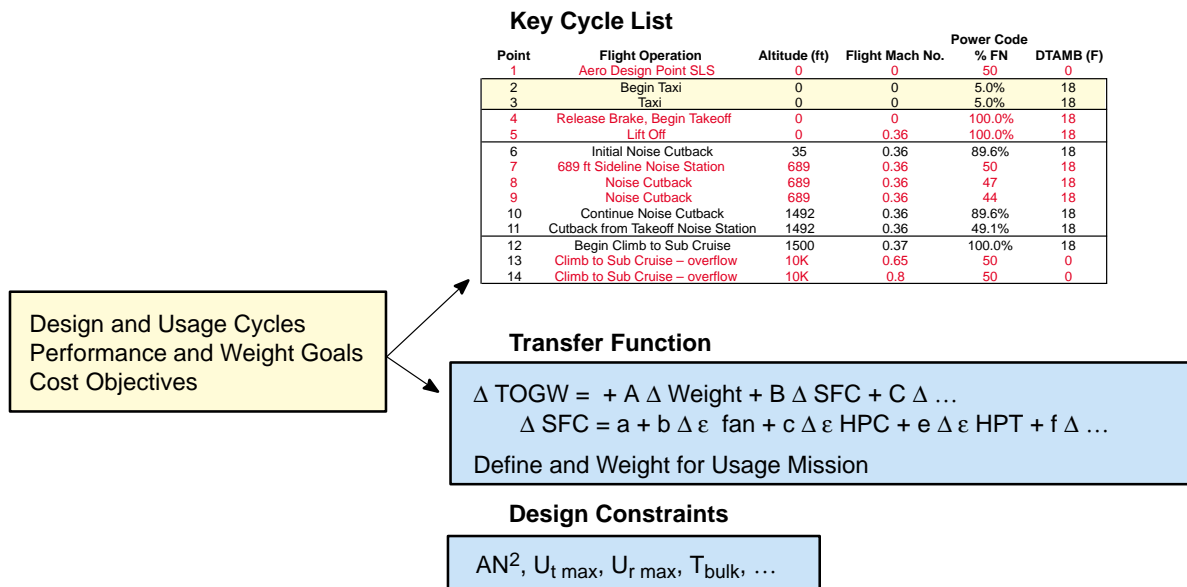 Key Cycle List
Power Code
Point Flight Operation Altitude (ft) Flight Mach No. % FN DTAMB (F)
1 Aero Design Point SLS 0 0 50 0
2 Begin Taxi 0 0 5.0% 18
3 Taxi 0 0 5.0% 18
4 Release Brake, Begin Takeoff 0 0 100.0% 18
5 Lift Off 0 0.36 100.0% 18
6 Initial Noise Cutback 35 0.36 89.6% 18
7 689 ft Sideline Noise Station 689 0.36 50 18
8 Noise Cutback 689 0.36 47 18
9 Noise Cutback 689 0.36 44 18
10 Continue Noise Cutback 1492 0.36 89.6% 18
11 Cutback from Takeoff Noise Station 1492 0.36 49.1% 18
12 Begin Climb to Sub Cruise 1500 0.37 100.0% 18
13 Climb to Sub Cruise – overflow 10K 0.65 50 0
14 Climb to Sub Cruise – overflow 10K 0.8 50 0
Design and Usage Cycles
Performance and Weight Goals
Cost Objectives
Transfer Function
Δ TOGW = + A Δ Weight + B Δ SFC + C Δ …
Δ SFC = a + b Δ ε fan + c Δ ε HPC + e Δ ε HPT + f Δ …
Define and Weight for Usage Mission
Design Constraints
AN², U t max, U r max, T bulk, …